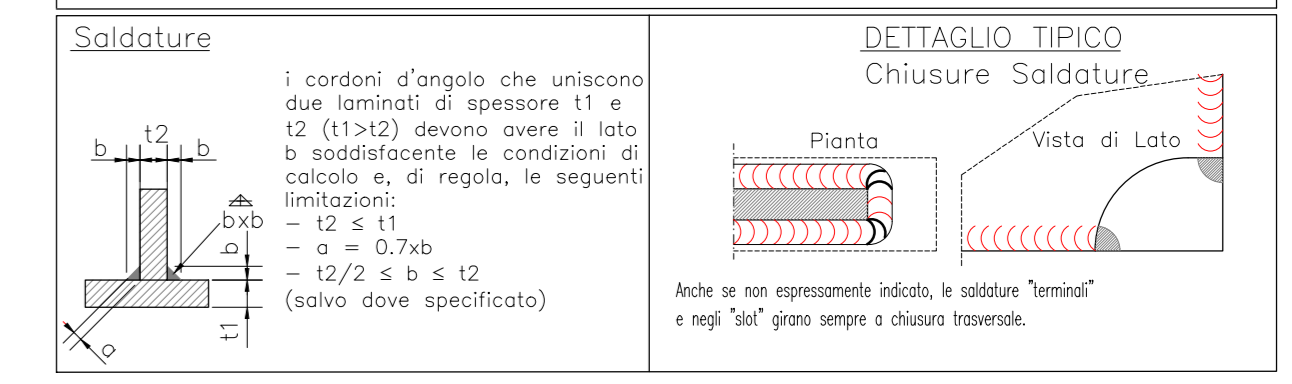 Saldature
i cordoni d'angolo che uniscono
due laminati di spessore t1 e
t2 (t1>t2) devono avere il lato
b soddisfacente le condizioni di
calcolo e, di regola, le seguenti
limitazioni:
– t2 ≤ t1
– a = 0.7xb
– t2/2 ≤ b ≤ t2
(salvo dove specificato)
b
t2
b
bxb
b
t1
a
DETTAGLIO TIPICO
Chiusure Saldature
Pianta
Vista di Lato
Anche se non espressamente indicato, le saldature "terminali"
e negli "slot" girano sempre a chiusura trasversale.